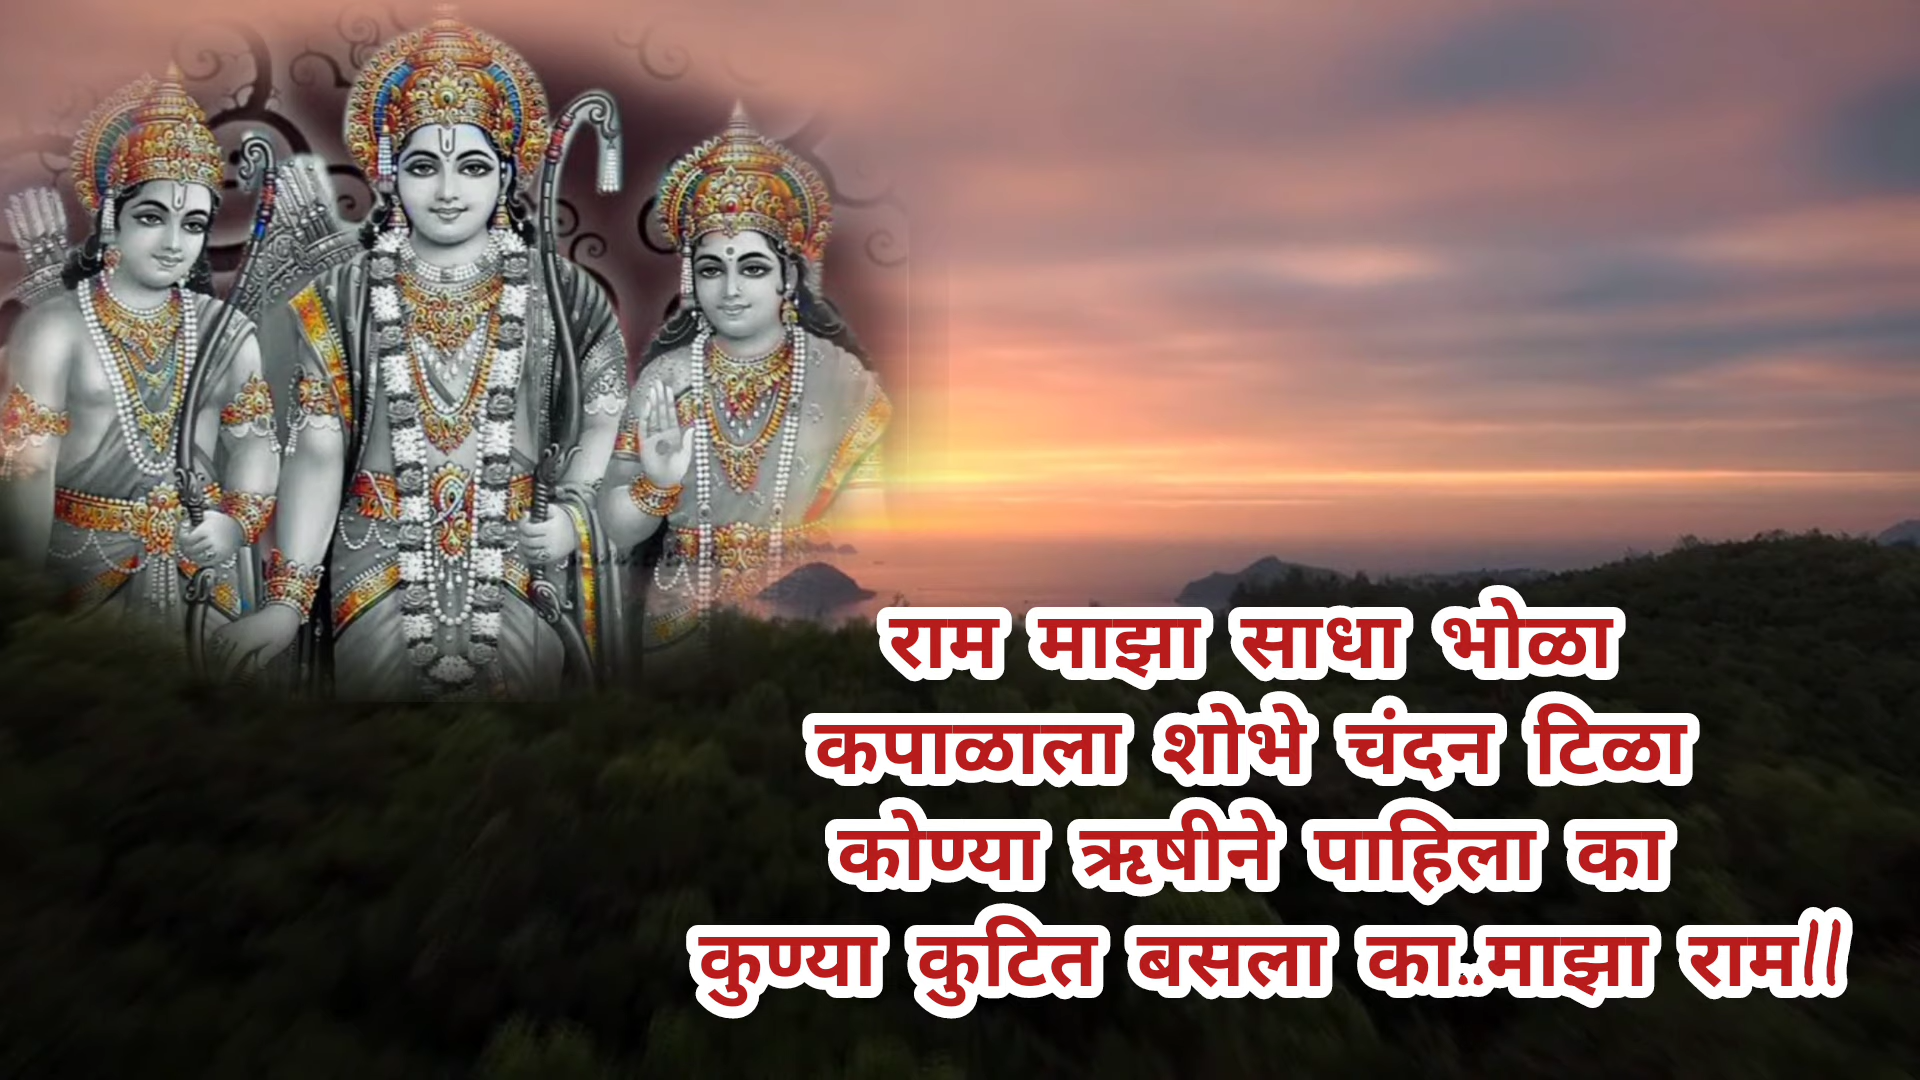 राम माझा साधा भोळा
कपाळाला शोभे चंदन टिळा
कोण्या ऋषीने पाहिला का
कुण्या कुटित बसला का..माझा राम।।